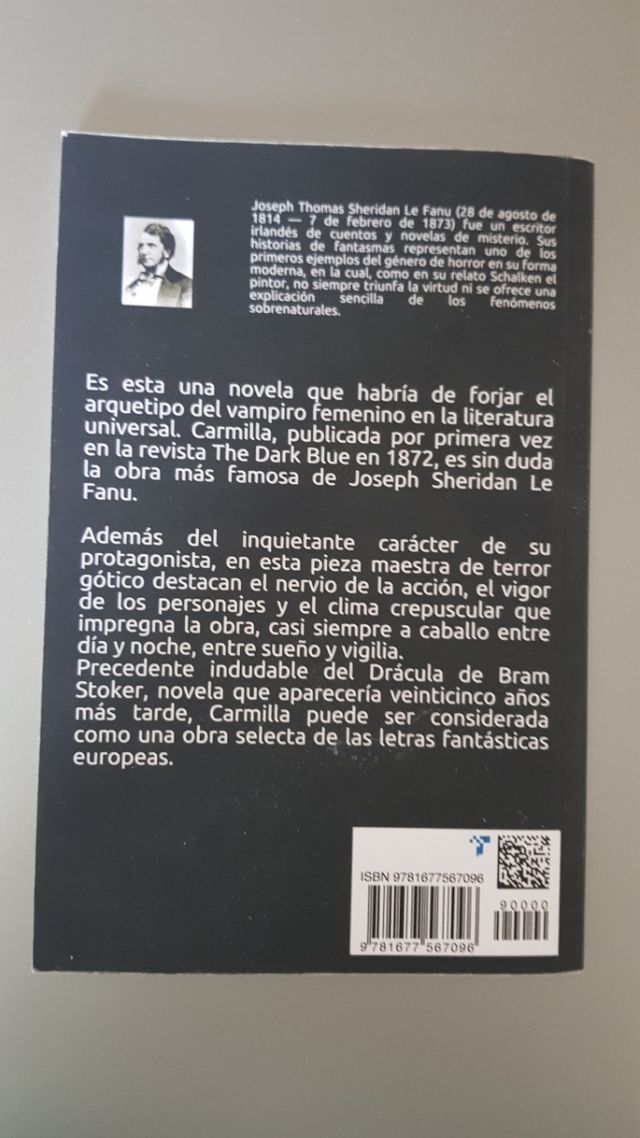 Joseph Thomas Sheridan Le Fanu (28 de agosto de
1814 — 7 de febrero de 1873) fue un escritor
irlandés de cuentos y novelas de misterio. Sus
historias de fantasmas representan uno de los
primeros ejemplos del género de horror en su forma
moderna, en la cual, como en su relato Schalken el
pintor, no siempre triunfa la virtud ni se ofrece una
explicación sencilla de los fenómenos
sobrenaturales.
Es esta una novela que habría de forjar el
arquetipo del vampiro femenino en la literatura
universal. Carmilla, publicada por primera vez
en la revista The Dark Blue en 1872, es sin duda
la obra más famosa de Joseph Sheridan Le
Fanu.
Además del inquietante carácter de su
protagonista, en esta pieza maestra de terror
gótico destacan el nervio de la acción, el vigor
de los personajes y el clima crepuscular que
impregna la obra, casi siempre a caballo entre
día y noche, entre sueño y vigilia.
Precedente indudable del Drácula de Bram
Stoker, novela que aparecería veinticinco años
más tarde, Carmilla puede ser considerada
como una obra selecta de las letras fantásticas
europeas.
ISBN 9781677567096
90000
9 781677 567096